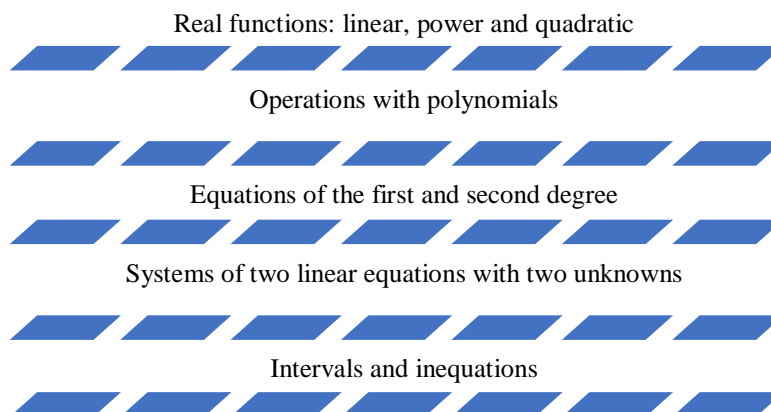 Real functions: linear, power and quadratic
Operations with polynomials
Equations of the first and second degree
Systems of two linear equations with two unknowns
Intervals and inequations